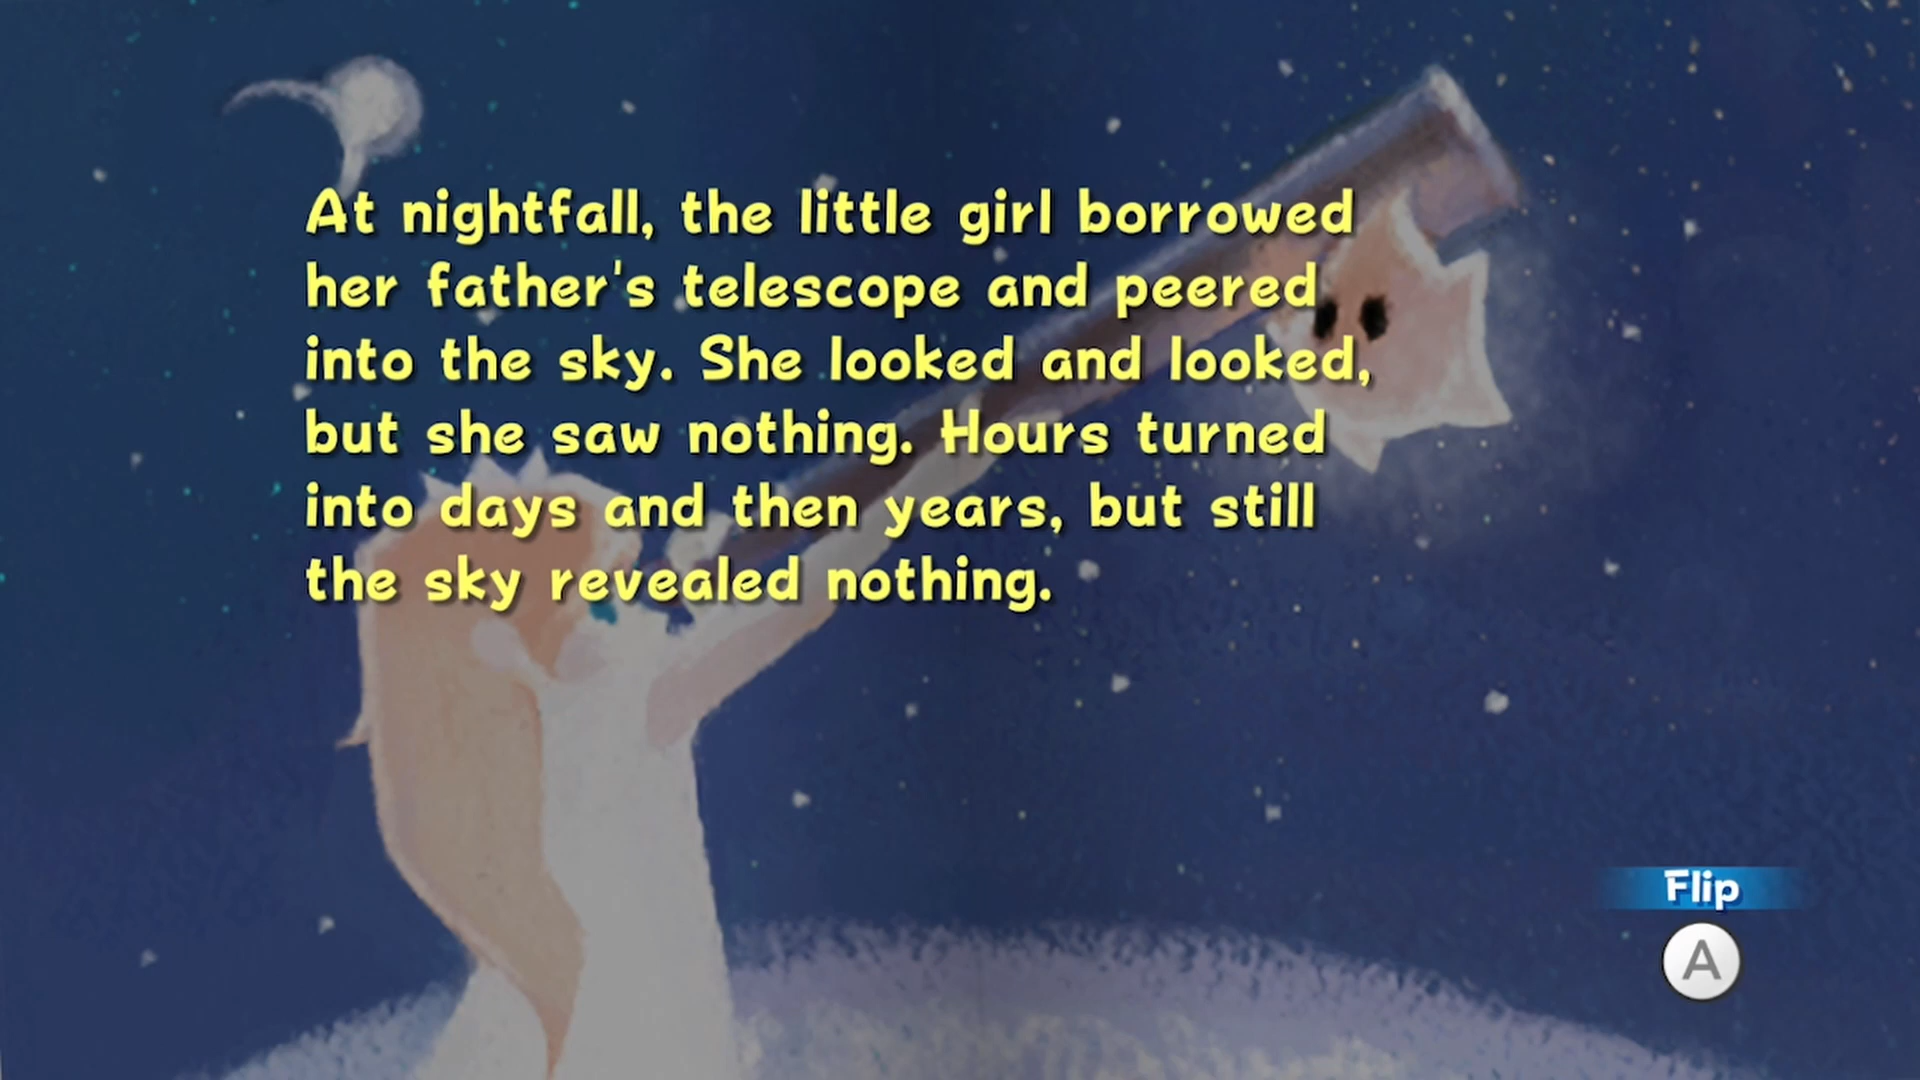 At nightfall, the little girl borrowed
her father's telescope and peered
into the sky. She looked and looked,
but she saw nothing. Hours turned
into days and then years, but still
the sky revealed nothing.
Flip
A